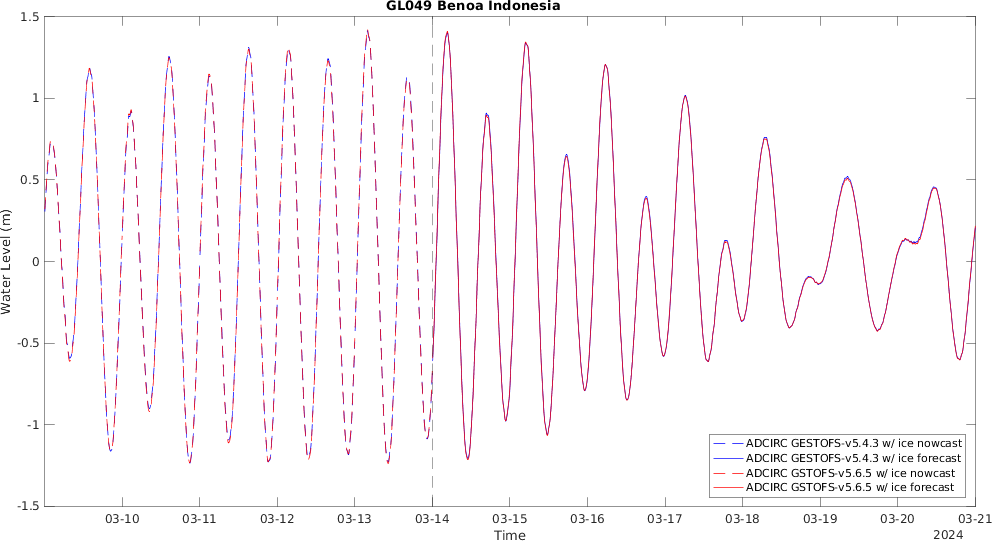 GL049 Benoa Indonesia
1.5
1
0.5
0
-0.5
-1
-1.5
Water Level (m)
ADCIRC GESTOFS-v5.4.3 w/ ice nowcast
ADCIRC GESTOFS-v5.4.3 w/ ice forecast
ADCIRC GSTOFS-v5.6.5 w/ ice nowcast
ADCIRC GSTOFS-v5.6.5 w/ ice forecast
03-10 03-11 03-12 03-13 03-14 03-15 03-16 03-17 03-18 03-19 03-20 03-21
Time
2024